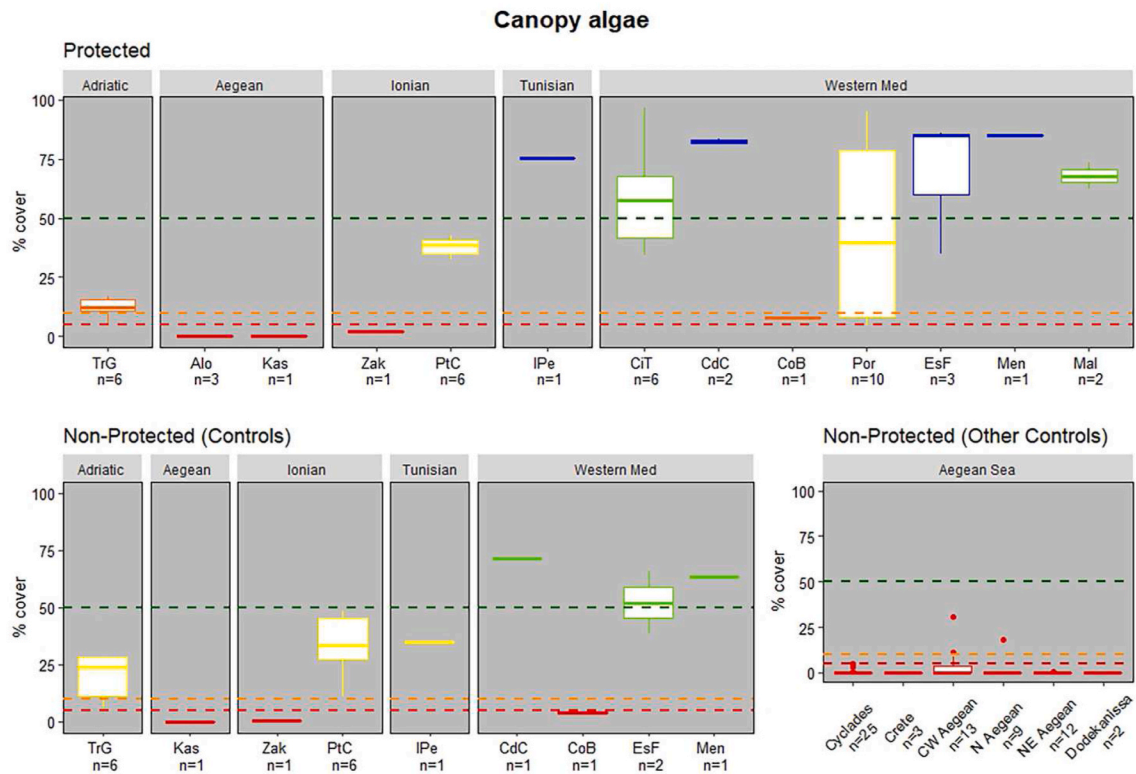 Canopy algae
Protected
Adriatic Aegean Ionian Tunisian Western Med
% cover
100
75
50
25
0
TrG Alo Kas Zak PtC IPe CiT CdC CoB Por EsF Men Mal
n=6 n=3 n=1 n=1 n=6 n=1 n=6 n=2 n=1 n=10 n=3 n=1 n=2
Non-Protected (Controls)
Adriatic Aegean Ionian Tunisian Western Med
% cover
100
75
50
25
0
TrG Kas Zak PtC IPe CdC CoB EsF Men
n=6 n=1 n=1 n=6 n=1 n=1 n=1 n=2 n=1
Non-Protected (Other Controls)
Aegean Sea
% cover
100
75
50
25
0
Cyclades
n=25
Crete
n=3
CW Aegean
n=13
N Aegean
n=9
NE Aegean
n=12
Dodekanissa
n=2